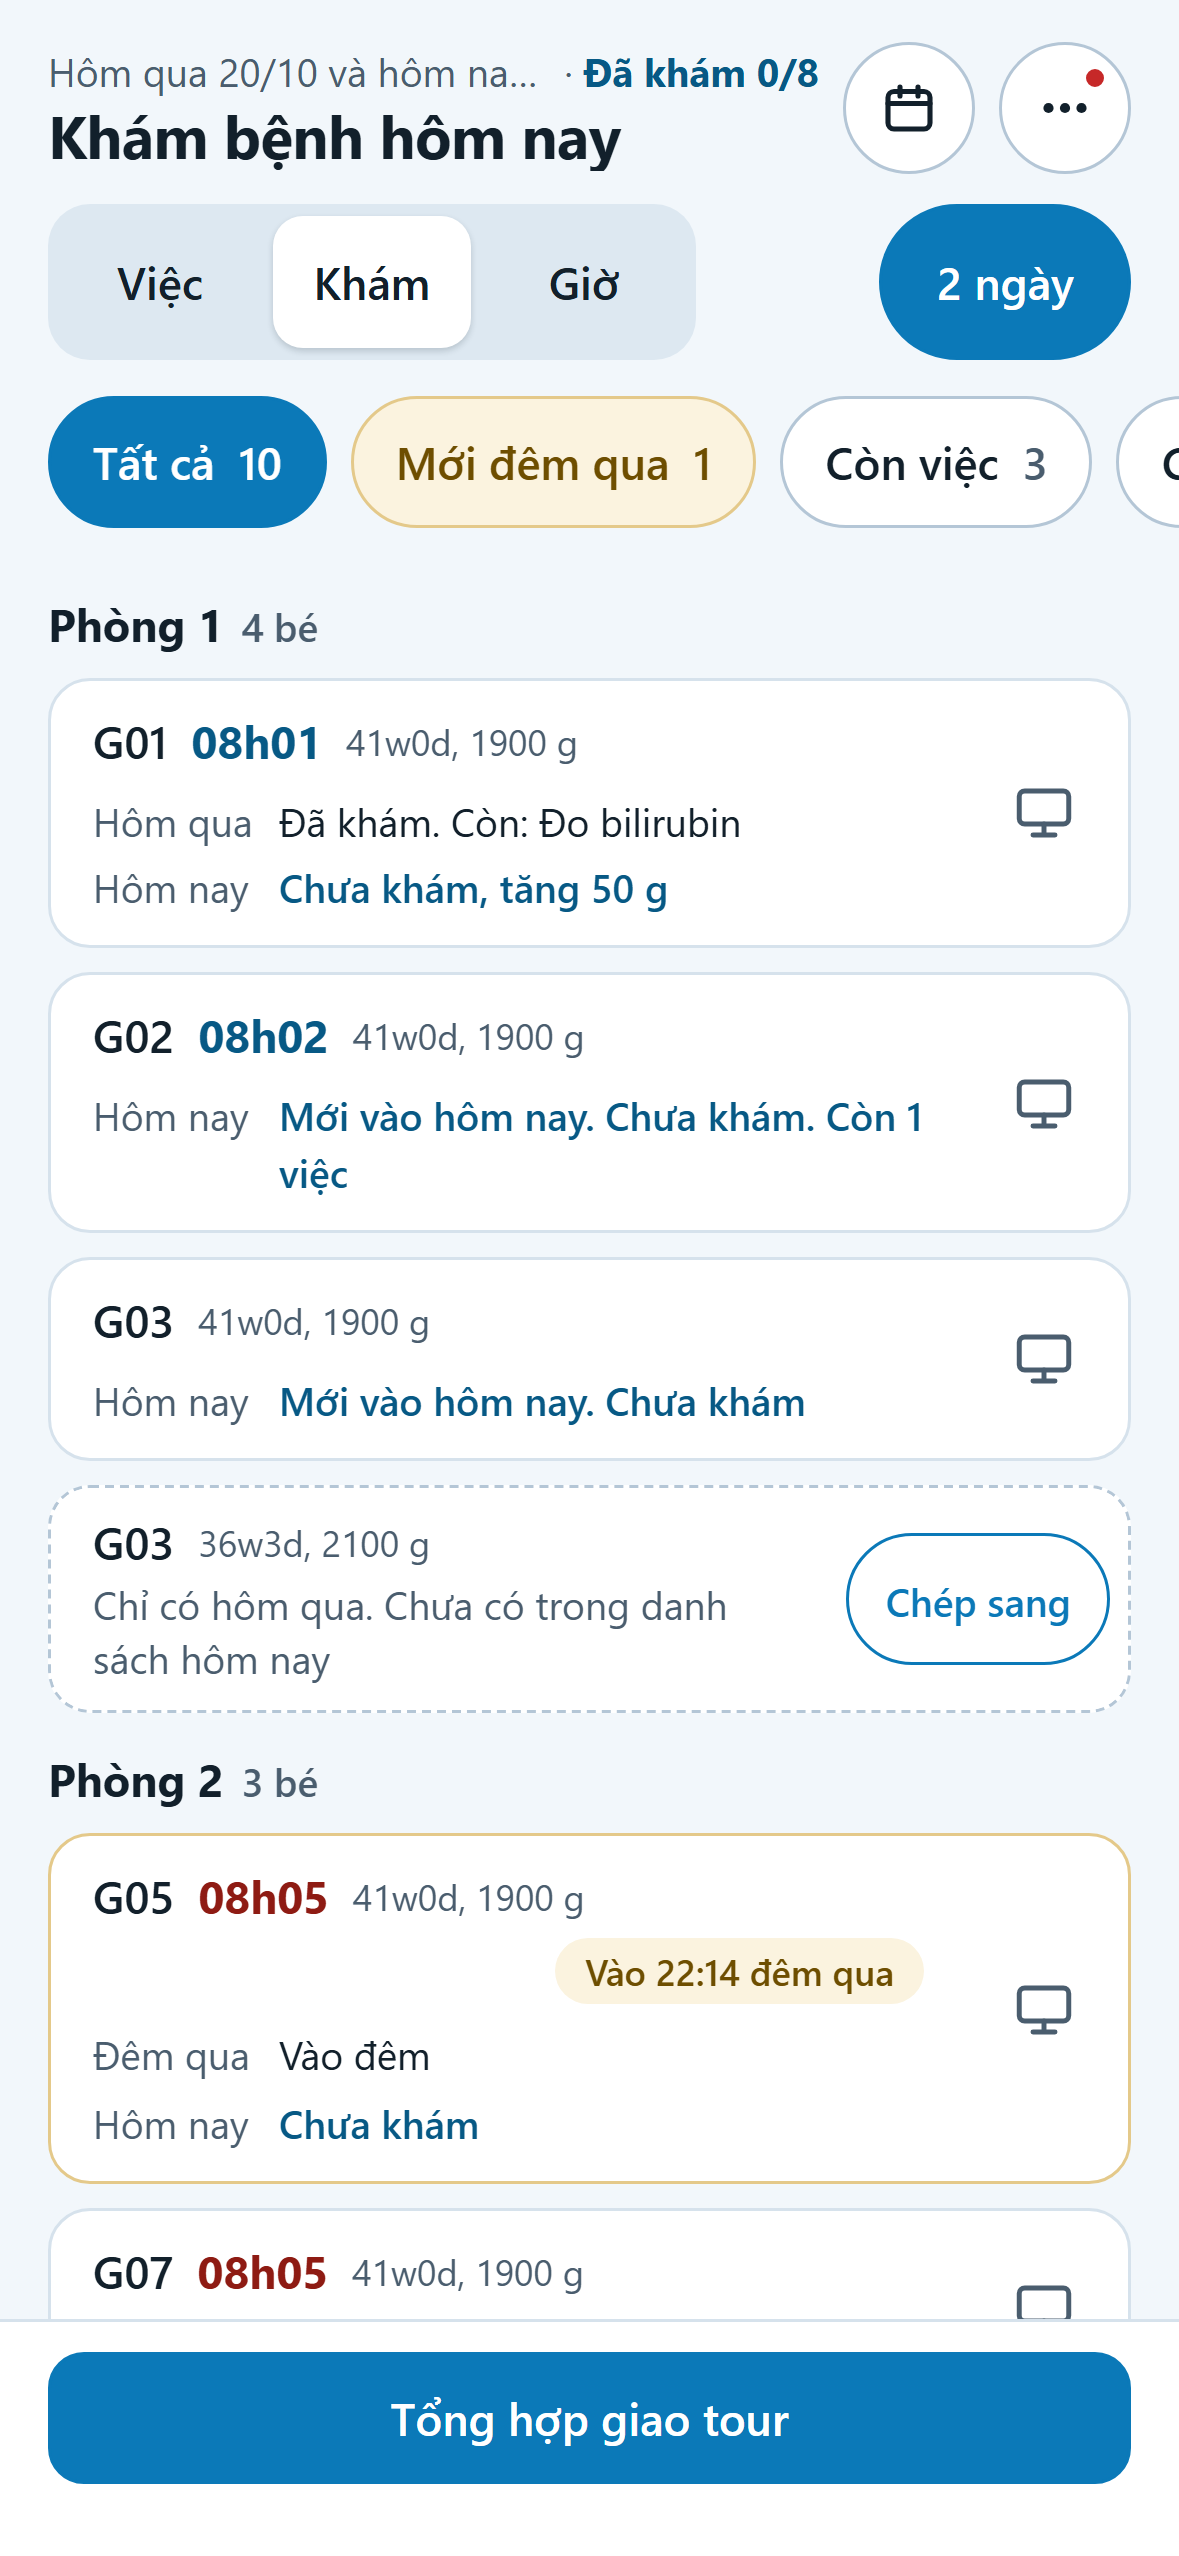 Hôm qua 20/10 và hôm na... · Đã khám 0/8
Khám bệnh hôm nay
Việc Khám Giờ 2 ngày
Tất cả 10 Mới đêm qua 1 Còn việc 3
Phòng 1 4 bé
G01 08h01 41w0d, 1900 g
Hôm qua Đã khám. Còn: Đo bilirubin
Hôm nay Chưa khám, tăng 50 g
G02 08h02 41w0d, 1900 g
Hôm nay Mới vào hôm nay. Chưa khám. Còn 1
việc
G03 41w0d, 1900 g
Hôm nay Mới vào hôm nay. Chưa khám
G03 36w3d, 2100 g
Chỉ có hôm qua. Chưa có trong danh
sách hôm nay
Chép sang
Phòng 2 3 bé
G05 08h05 41w0d, 1900 g
Vào 22:14 đêm qua
Đêm qua Vào đêm
Hôm nay Chưa khám
G07 08h05 41w0d, 1900 g
Tổng hợp giao tour